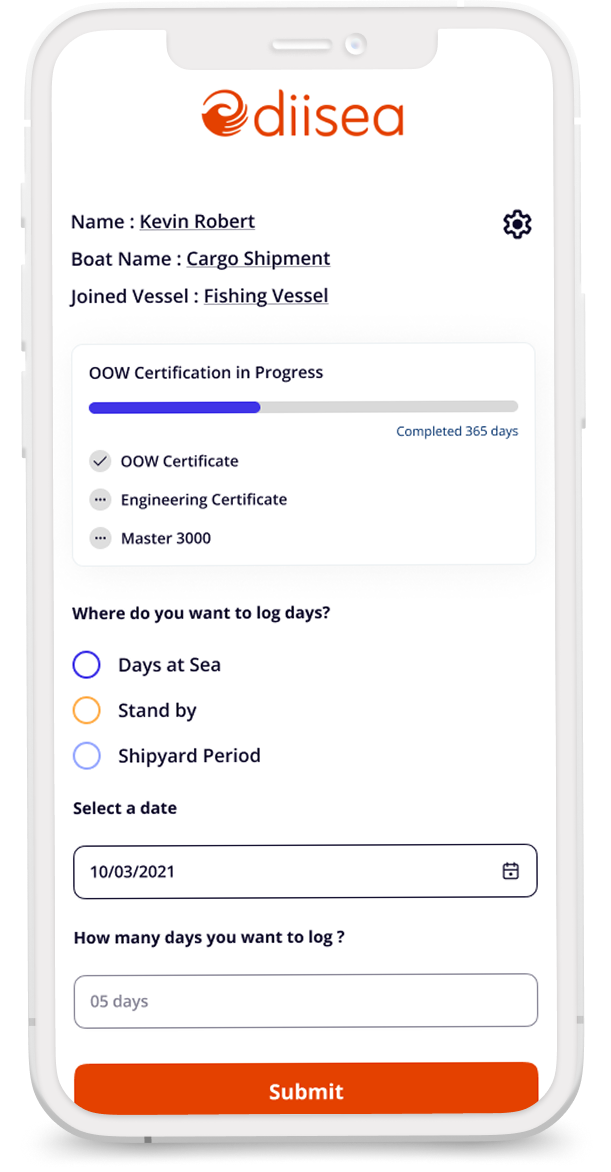 diisea
Name : Kevin Robert
Boat Name : Cargo Shipment
Joined Vessel : Fishing Vessel
OOW Certification in Progress
Completed 365 days
OOW Certificate
Engineering Certificate
Master 3000
Where do you want to log days?
Days at Sea
Stand by
Shipyard Period
Select a date
10/03/2021
How many days you want to log ?
05 days
Submit